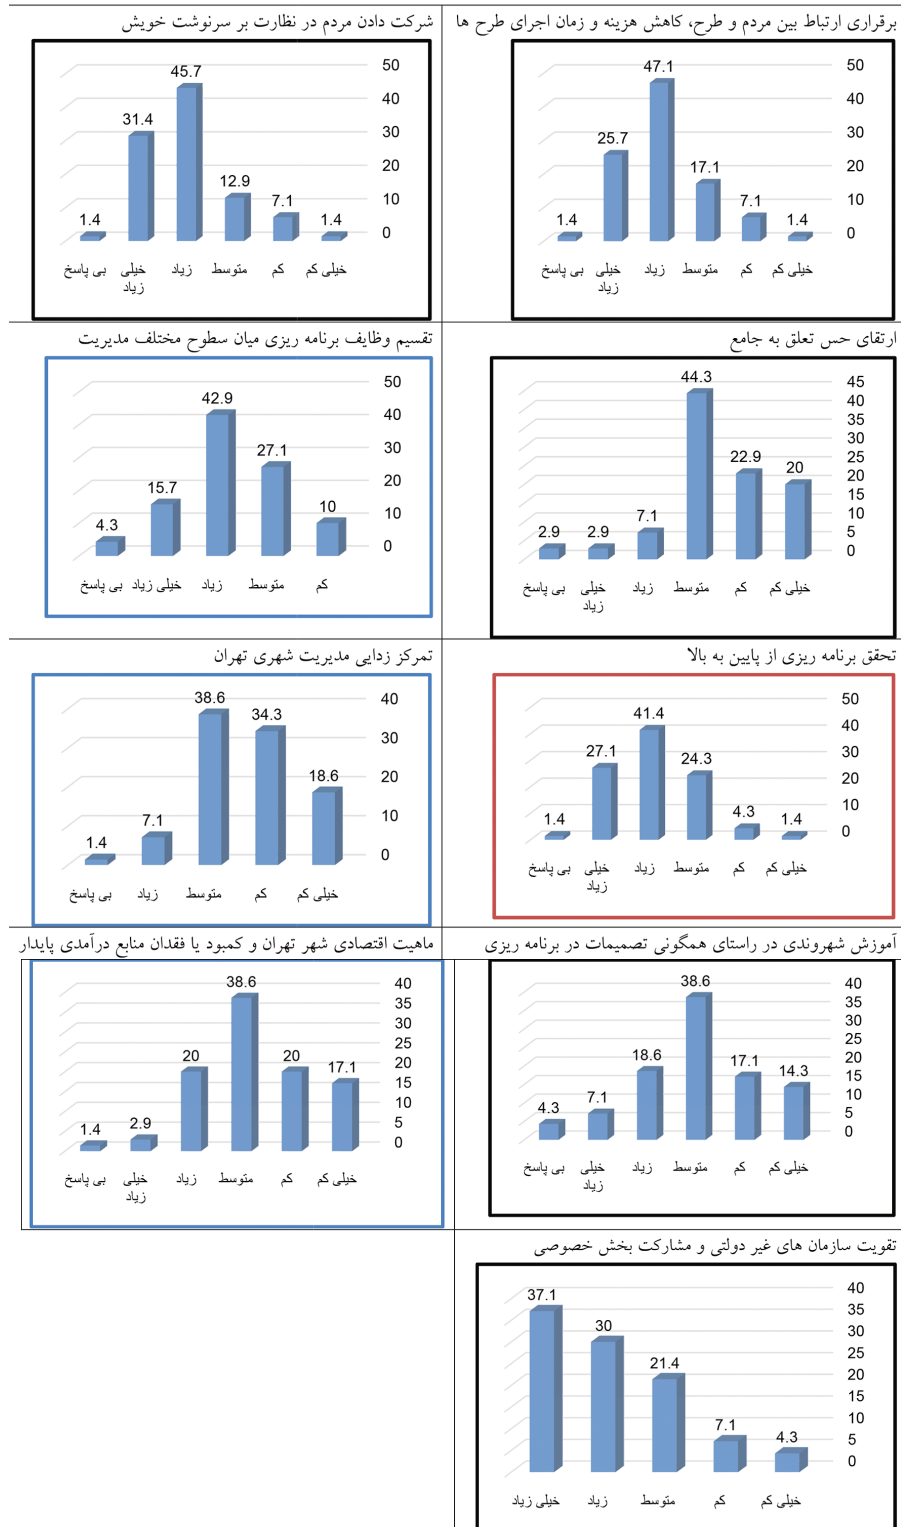 برقراری ارتباط بین مردم و طرح، کاهش هزینه و زمان اجرای طرح ها
50
40
30
20
10
0
1.4
25.7
47.1
17.1
7.1
1.4
بی پاسخ
خیلی زیاد
زیاد
متوسط
کم
خیلی کم
شرکت دادن مردم در نظارت بر سرنوشت خویش
50
40
30
20
10
0
1.4
31.4
45.7
12.9
7.1
1.4
بی پاسخ
خیلی زیاد
زیاد
متوسط
کم
خیلی کم
ارتقای حس تعلق به جامع
45
40
35
30
25
20
15
10
5
0
2.9
2.9
7.1
44.3
22.9
20
بی پاسخ
خیلی زیاد
زیاد
متوسط
کم
خیلی کم
تقسیم وظایف برنامه ریزی میان سطوح مختلف مدیریت
50
40
30
20
10
0
4.3
15.7
42.9
27.1
10
بی پاسخ
خیلی زیاد
زیاد
متوسط
کم
تحقق برنامه ریزی از پایین به بالا
50
40
30
20
10
0
1.4
27.1
41.4
24.3
4.3
1.4
بی پاسخ
خیلی زیاد
زیاد
متوسط
کم
خیلی کم
تمرکز زدایی مدیریت شهری تهران
40
30
20
10
0
1.4
7.1
38.6
34.3
18.6
بی پاسخ
زیاد
متوسط
کم
خیلی کم
آموزش شهروندی در راستای همگونی تصمیمات در برنامه ریزی
40
35
30
25
20
15
10
5
0
4.3
7.1
18.6
38.6
17.1
14.3
بی پاسخ
خیلی زیاد
زیاد
متوسط
کم
خیلی کم
ماهیت اقتصادی شهر تهران و کمبود یا فقدان منابع درآمدی پایدار
40
35
30
25
20
15
10
5
0
1.4
2.9
20
38.6
20
17.1
بی پاسخ
خیلی زیاد
زیاد
متوسط
کم
خیلی کم
تقویت سازمان های غیر دولتی و مشارکت بخش خصوصی
40
35
30
25
20
15
10
5
0
37.1
30
21.4
7.1
4.3
خیلی زیاد
زیاد
متوسط
کم
خیلی کم